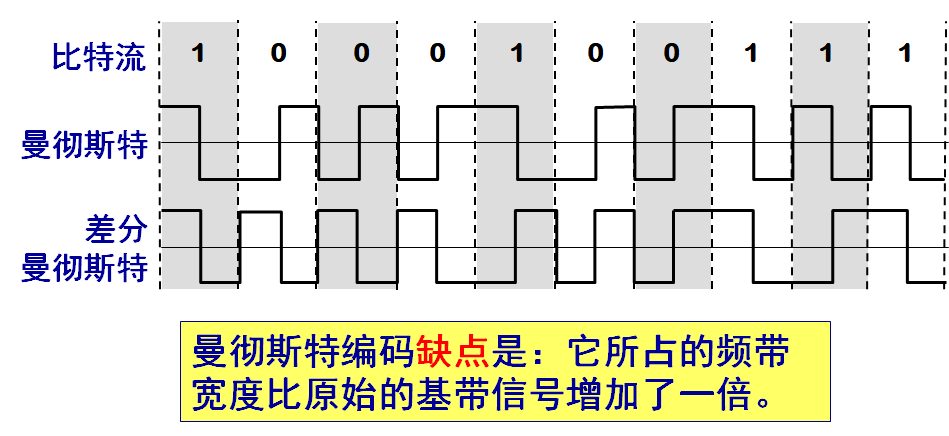 比特流 1 0 0 0 1 0 0 1 1 1
曼彻斯特
差分
曼彻斯特
曼彻斯特编码缺点是：它所占的频带
宽度比原始的基带信号增加了一倍。